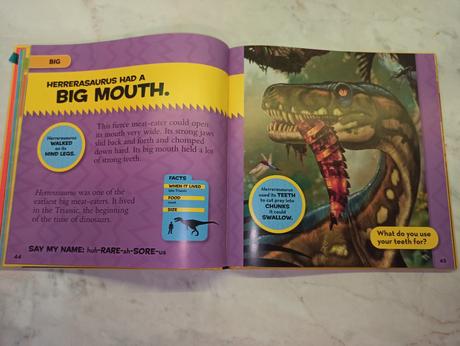 BIG
HERRERASAURUS HAD A
BIG MOUTH.
This fierce meat-eater could open
its mouth very wide. Its strong jaws
slid back and forth and chomped
down hard. Its big mouth held a lot
of strong teeth.
Herrerasaurus
WALKED
on its
HIND LEGS.
Herrerasaurus was one of the
earliest big meat-eaters. It lived
in the Triassic, the beginning
of the time of dinosaurs.
FACTS
WHEN IT LIVED
late Triassic
FOOD
meat
SIZE
SAY MY NAME: huh-RARE-ah-SORE-us
44
Herrerasaurus
used its TEETH
to cut prey into
CHUNKS
it could
SWALLOW.
What do you use
your teeth for?
45